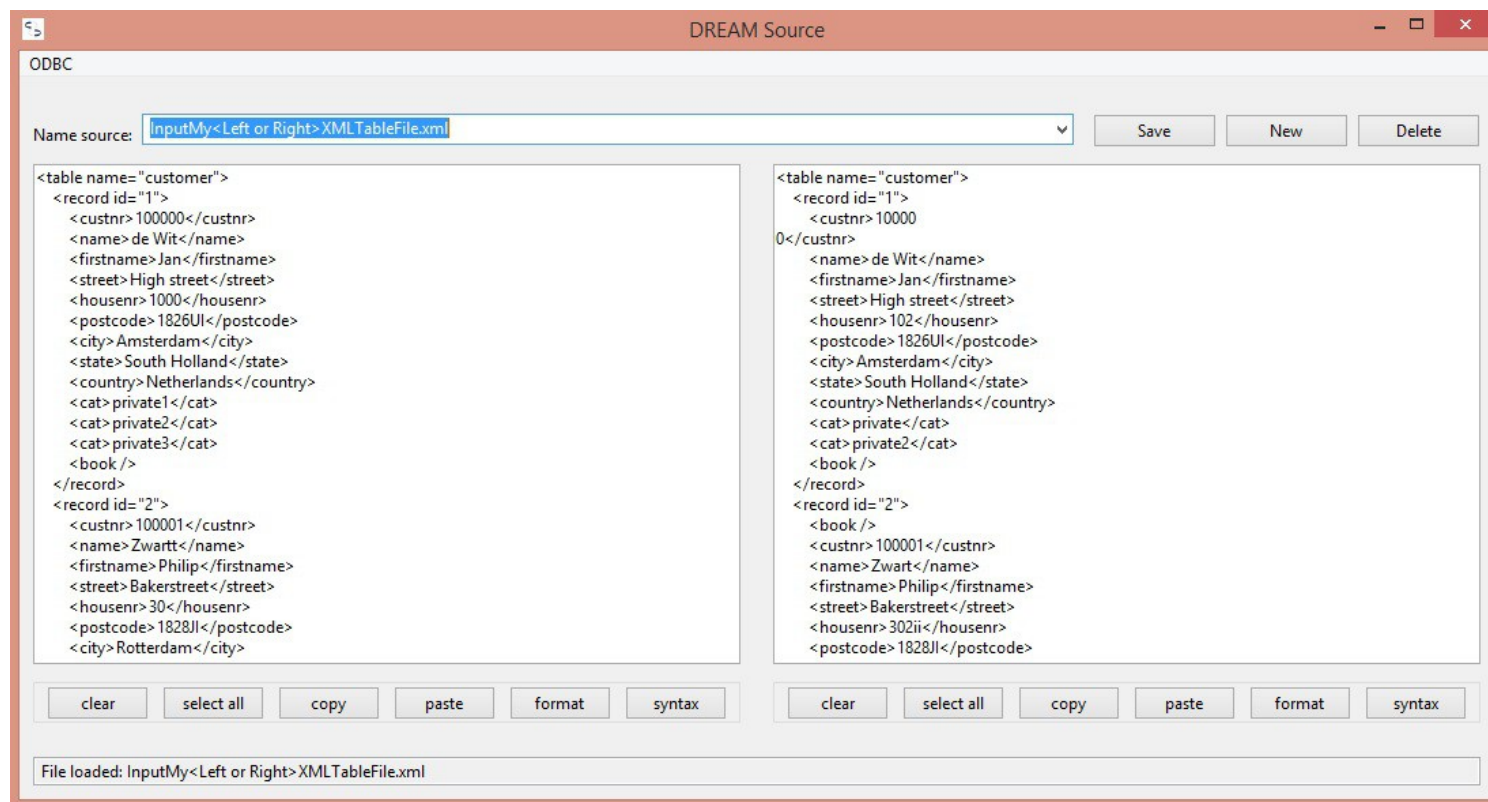 DREAM Source
ODBC
Name source: InputMy<Left or Right>XMLTableFile.xml Save New Delete
<table name="customer">
<record id="1">
<custnr>100000</custnr>
<name>de Wit</name>
<firstname>Jan</firstname>
<street>High street</street>
<housenr>1000</housenr>
<postcode>1826UI</postcode>
<city>Amsterdam</city>
<state>South Holland</state>
<country>Netherlands</country>
<cat>private1</cat>
<cat>private2</cat>
<cat>private3</cat>
<book />
</record>
<record id="2">
<custnr>100001</custnr>
<name>Zwartt</name>
<firstname>Philip</firstname>
<street>Bakerstreet</street>
<housenr>30</housenr>
<postcode>1828JI</postcode>
<city>Rotterdam</city>
<table name="customer">
<record id="1">
<custnr>10000
0</custnr>
<name>de Wit</name>
<firstname>Jan</firstname>
<street>High street</street>
<housenr>102</housenr>
<postcode>1826UI</postcode>
<city>Amsterdam</city>
<state>South Holland</state>
<country>Netherlands</country>
<cat>private</cat>
<cat>private2</cat>
<book />
</record>
<record id="2">
<book />
<custnr>100001</custnr>
<name>Zwart</name>
<firstname>Philip</firstname>
<street>Bakerstreet</street>
<housenr>302ii</housenr>
<postcode>1828JI</postcode>
clear select all copy paste format syntax
clear select all copy paste format syntax
File loaded: InputMy<Left or Right>XMLTableFile.xml